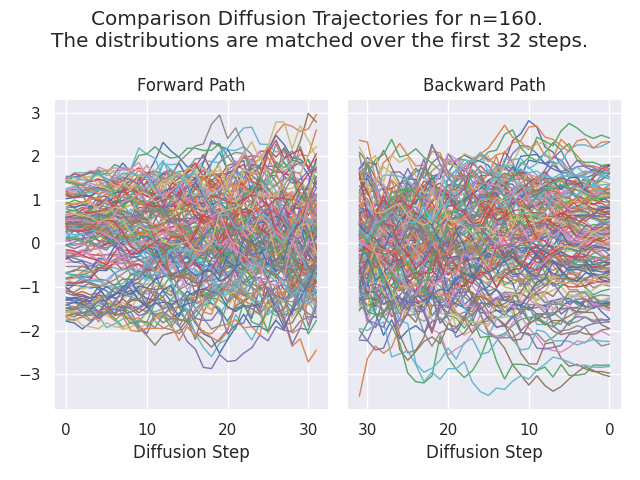 Comparison Diffusion Trajectories for n=160.
The distributions are matched over the first 32 steps.
Forward Path
Backward Path
3
2
1
0
−1
−2
−3
0 10 20 30
30 20 10 0
Diffusion Step
Diffusion Step